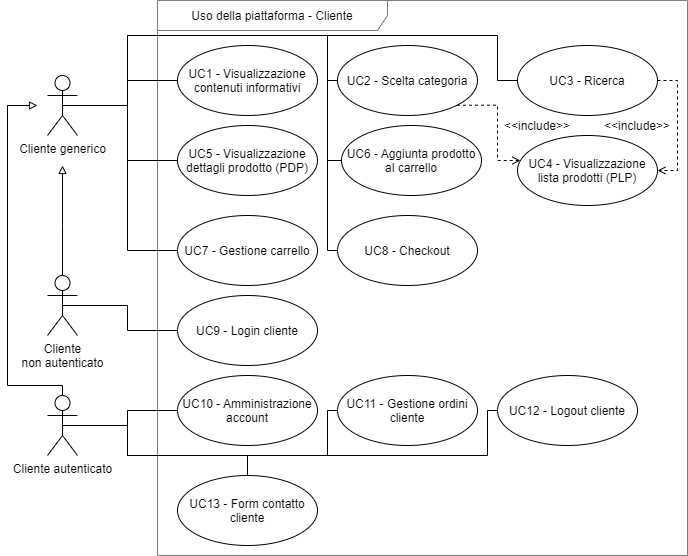 Uso della piattaforma - Cliente
UC1 - Visualizzazione
contenuti informativi
UC2 - Scelta categoria
UC3 - Ricerca
<<include>>
<<include>>
Cliente generico
UC5 - Visualizzazione
dettagli prodotto (PDP)
UC6 - Aggiunta prodotto
al carrello
UC4 - Visualizzazione
lista prodotti (PLP)
UC7 - Gestione carrello
UC8 - Checkout
Cliente
non autenticato
UC9 - Login cliente
UC10 - Amministrazione
account
UC11 - Gestione ordini
cliente
UC12 - Logout cliente
Cliente autenticato
UC13 - Form contatto
cliente